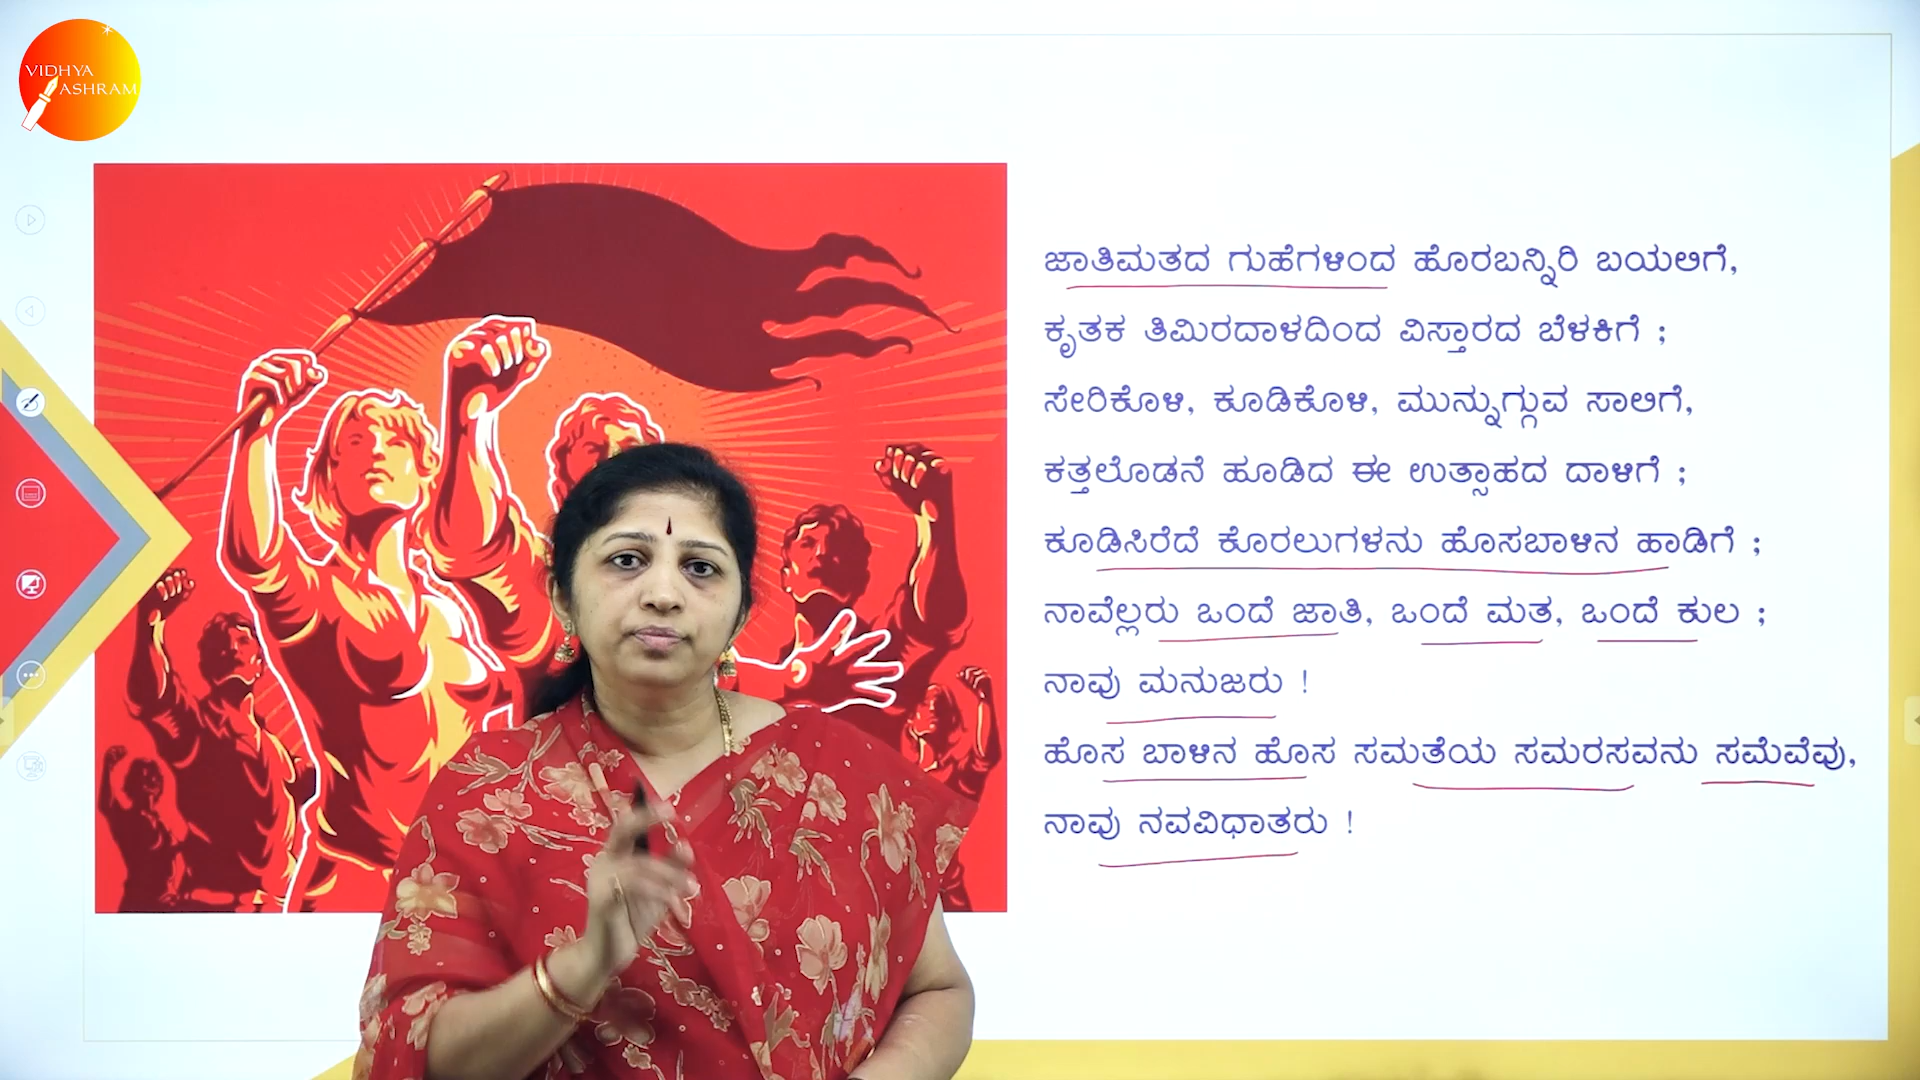 VIDHYA
ASHRAM
ಜಾತಿಮತದ ಗುಹೆಗಳಿಂದ ಹೊರಬನ್ನಿರಿ ಬಯಲಿಗೆ,
ಕೃತಕ ತಿಮಿರದಾಳದಿಂದ ವಿಸ್ತಾರದ ಬೆಳಕಿಗೆ ;
ಸೇರಿಕೊಳಿ, ಕೂಡಿಕೊಳಿ, ಮುನ್ನುಗ್ಗುವ ಸಾಲಿಗೆ,
ಕತ್ತಲೊಡನೆ ಹೂಡಿದ ಈ ಉತ್ಸಾಹದ ದಾಳಿಗೆ ;
ಕೂಡಿಸಿರೆದೆ ಕೊರಲುಗಳನು ಹೊಸಬಾಳಿನ ಹಾಡಿಗೆ ;
ನಾವೆಲ್ಲರು ಒಂದೆ ಜಾತಿ, ಒಂದೆ ಮತ, ಒಂದೆ ಕುಲ ;
ನಾವು ಮನುಜರು !
ಹೊಸ ಬಾಳಿನ ಹೊಸ ಸಮತೆಯ ಸಮರಸವನು ಸಮೆವೆವು,
ನಾವು ನವವಿಧಾತರು !